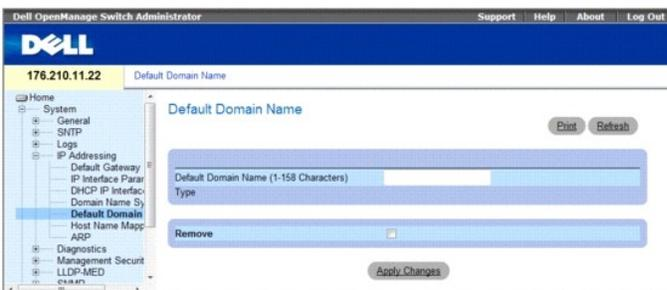 Dell OpenManage Switch Administrator
Support Help About Log Out
DELL
176.210.11.22
Default Domain Name
Home
System
General
SNTP
Logs
IP Addressing
Default Gateway
IP Interface Parar
DHCP IP Interface
Domain Name Sy
Default Domain
Host Name Mapp
ARP
Diagnostics
Management Securit
LLDP-MED
SNMP
Default Domain Name
Print Refresh
Default Domain Name (1-158 Characters)
Type
Remove
Apply Changes